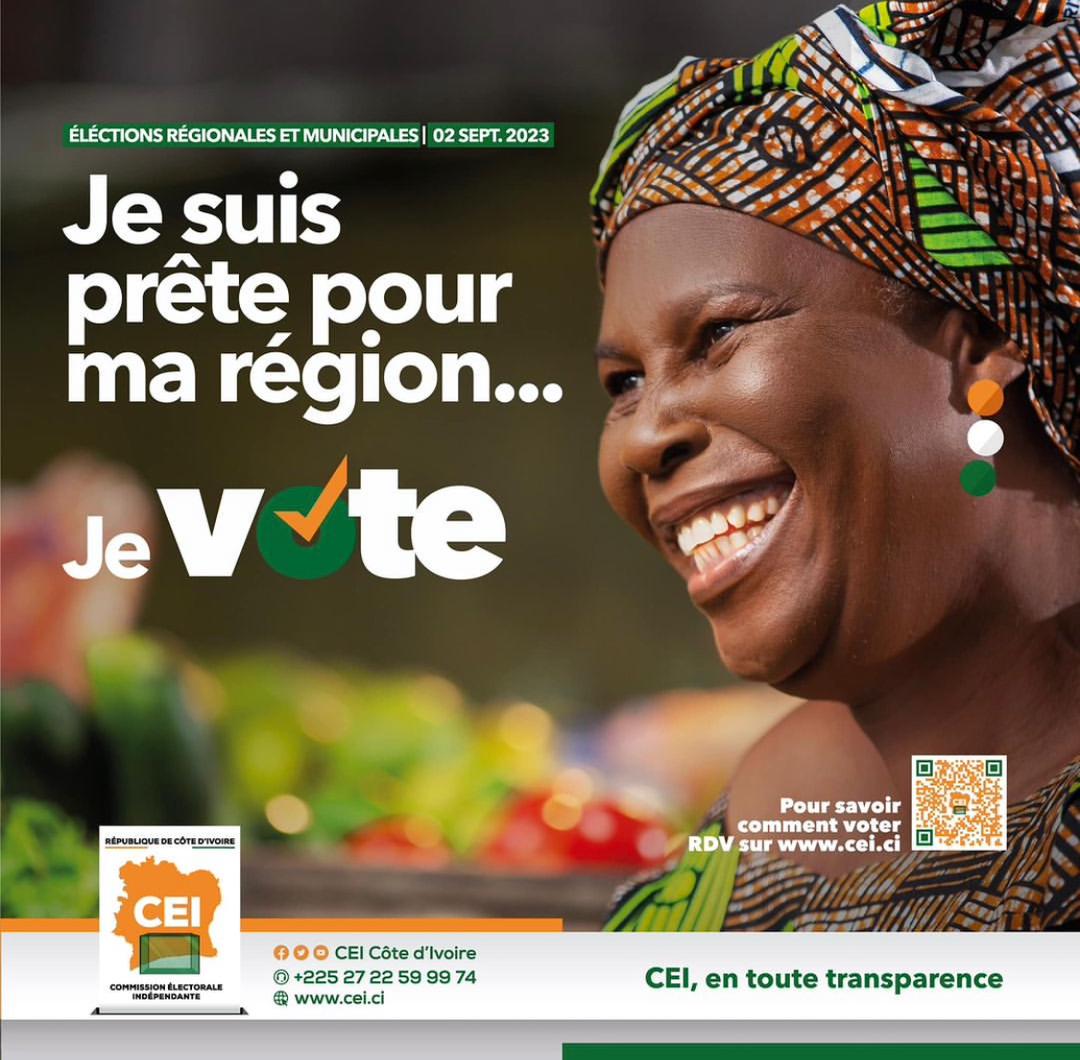 ÉLÉCTIONS RÉGIONALES ET MUNICIPALES | 02 SEPT. 2023
Je suis
prête pour
ma région...
Je vote
Pour savoir
comment voter
RDV sur www.cei.ci
RÉPUBLIQUE DE CÔTE D'IVOIRE
CEI
COMMISSION ÉLECTORALE
INDÉPENDANTE
CEI Côte d'Ivoire
+225 27 22 59 99 74
www.cei.ci
CEI, en toute transparence